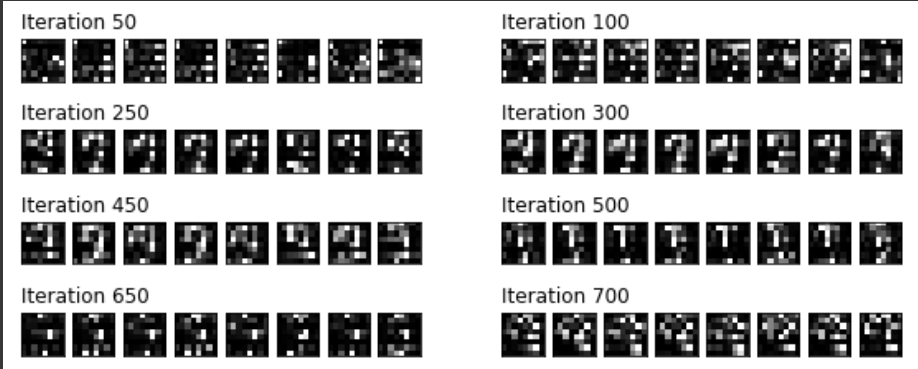 Iteration 50
Iteration 100
Iteration 250
Iteration 300
Iteration 450
Iteration 500
Iteration 650
Iteration 700